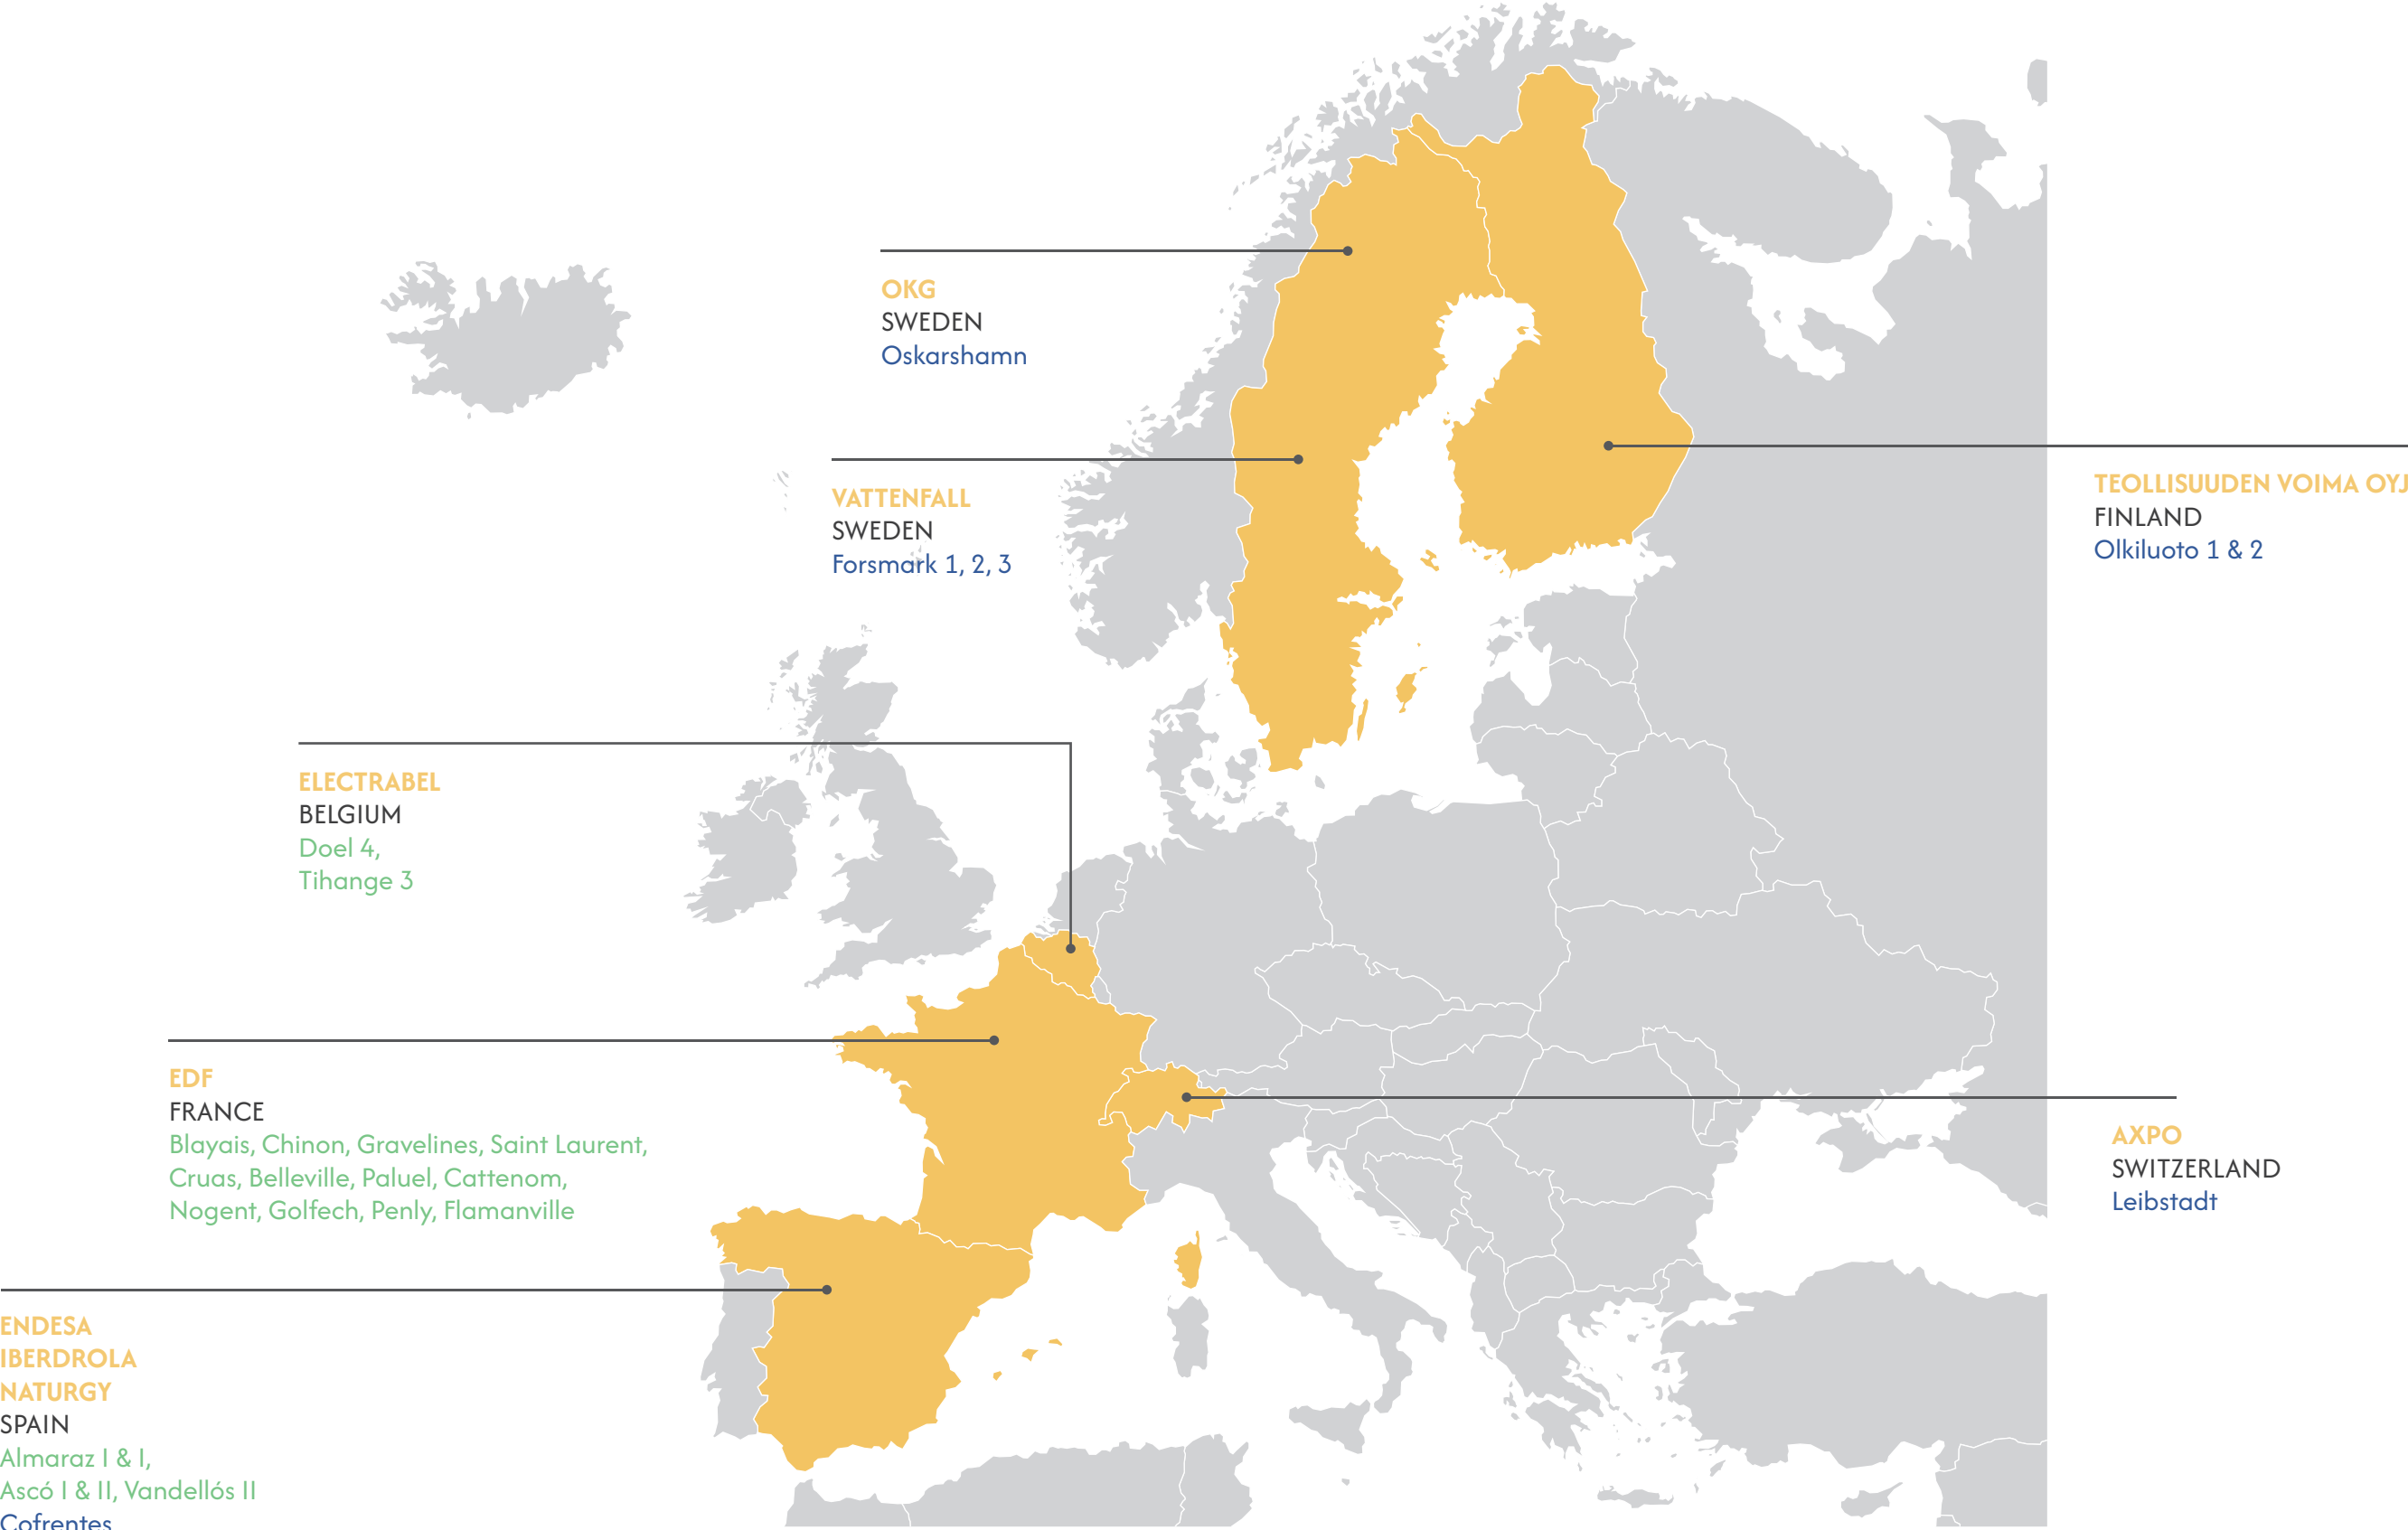 OKG
SWEDEN
Oskarshamn
VATTENFALL
SWEDEN
Forsmark 1, 2, 3
TEOLLISUUDEN VOIMA OYJ
FINLAND
Olkiluoto 1 & 2
ELECTRABEL
BELGIUM
Doel 4,
Tihange 3
EDF
FRANCE
Blayais, Chinon, Gravelines, Saint Laurent,
Cruas, Belleville, Paluel, Cattenom,
Nogent, Golfech, Penly, Flamanville
AXPO
SWITZERLAND
Leibstadt
ENDESA
IBERDROLA
NATURGY
SPAIN
Almaraz I & I,
Ascó I & II, Vandellós II
Cofrentes